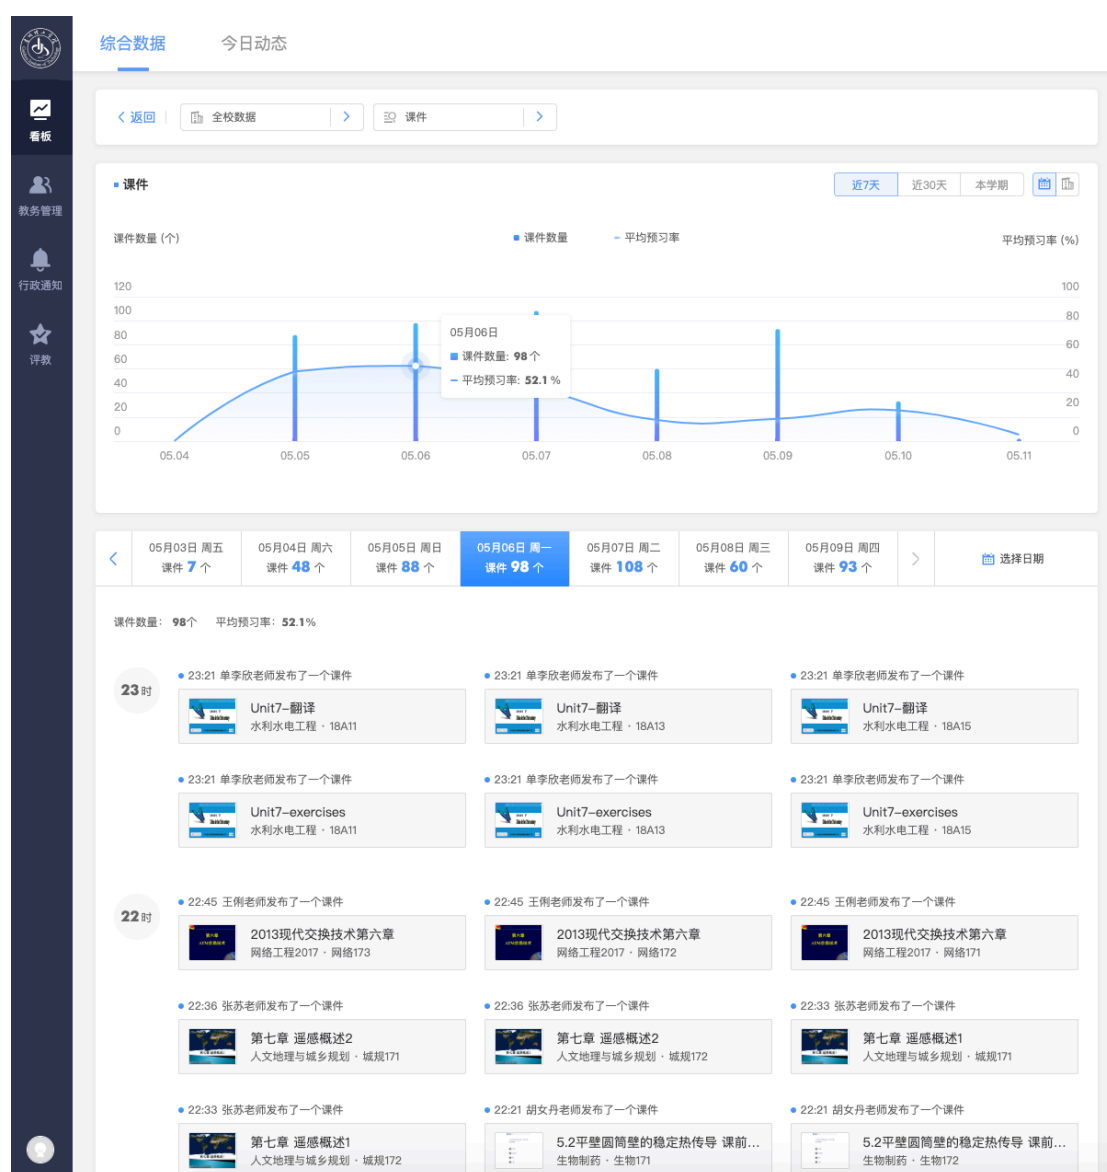 综合数据
今日动态
看板
教务管理
行政通知
评教
返回
全校数据
课件
课件
近7天
近30天
本学期
课件数量 (个)
课件数量
平均预习率
平均预习率 (%)
120
100
80
60
40
20
0
100
80
60
40
20
0
05月06日
课件数量: 98 个
平均预习率: 52.1 %
05.04
05.05
05.06
05.07
05.08
05.09
05.10
05.11
05月03日 周五
课件 7 个
05月04日 周六
课件 48 个
05月05日 周日
课件 88 个
05月06日 周一
课件 98 个
05月07日 周二
课件 108 个
05月08日 周三
课件 60 个
05月09日 周四
课件 93 个
选择日期
课件数量: 98个 平均预习率: 52.1%
23时
23:21 单李欣老师发布了一个课件
Unit7-翻译
水利水电工程 · 18A11
23:21 单李欣老师发布了一个课件
Unit7-翻译
水利水电工程 · 18A13
23:21 单李欣老师发布了一个课件
Unit7-翻译
水利水电工程 · 18A15
23:21 单李欣老师发布了一个课件
Unit7-exercises
水利水电工程 · 18A11
23:21 单李欣老师发布了一个课件
Unit7-exercises
水利水电工程 · 18A13
23:21 单李欣老师发布了一个课件
Unit7-exercises
水利水电工程 · 18A15
22时
22:45 王俐老师发布了一个课件
2013现代交换技术第六章
网络工程2017 · 网络173
22:45 王俐老师发布了一个课件
2013现代交换技术第六章
网络工程2017 · 网络172
22:45 王俐老师发布了一个课件
2013现代交换技术第六章
网络工程2017 · 网络171
22:36 张苏老师发布了一个课件
第七章 遥感概述2
人文地理与城乡规划 · 城规171
22:36 张苏老师发布了一个课件
第七章 遥感概述2
人文地理与城乡规划 · 城规172
22:33 张苏老师发布了一个课件
第七章 遥感概述1
人文地理与城乡规划 · 城规171
22:33 张苏老师发布了一个课件
第七章 遥感概述1
人文地理与城乡规划 · 城规172
22:21 胡女丹老师发布了一个课件
5.2平壁圆筒壁的稳定热传导 课前...
生物制药 · 生物171
22:21 胡女丹老师发布了一个课件
5.2平壁圆筒壁的稳定热传导 课前...
生物制药 · 生物172